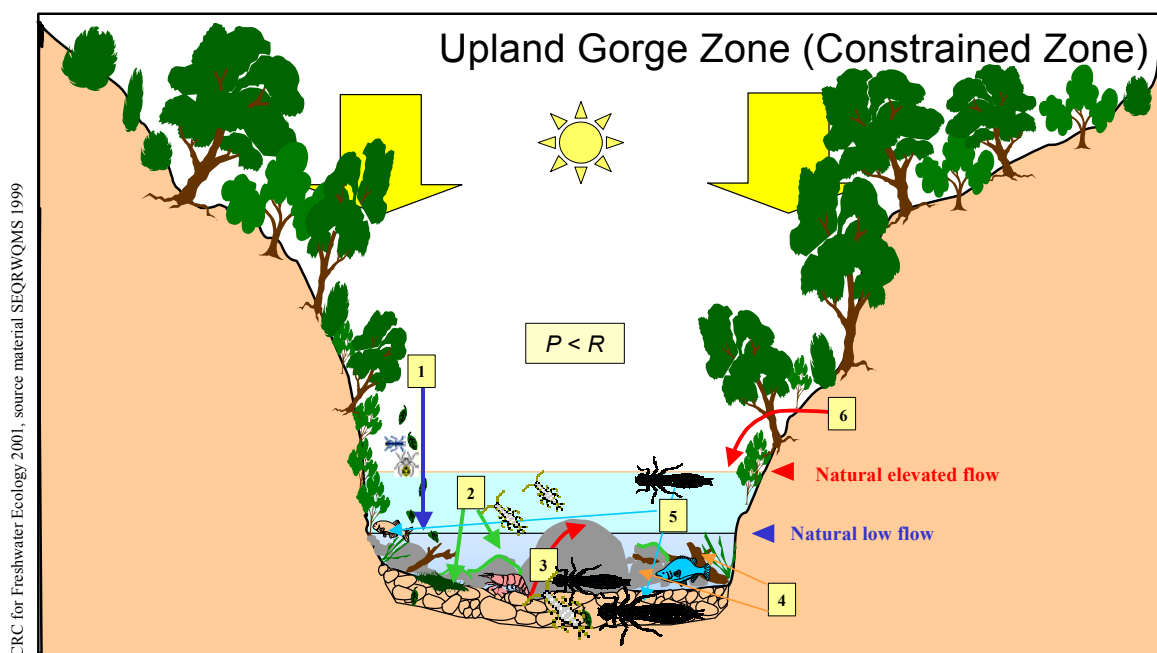 Upland Gorge Zone (Constrained Zone)
P < R
1
6
Natural elevated flow
2
5
Natural low flow
3
4
CRC for Freshwater Ecology 2001, source material SEQRWQMS 1999